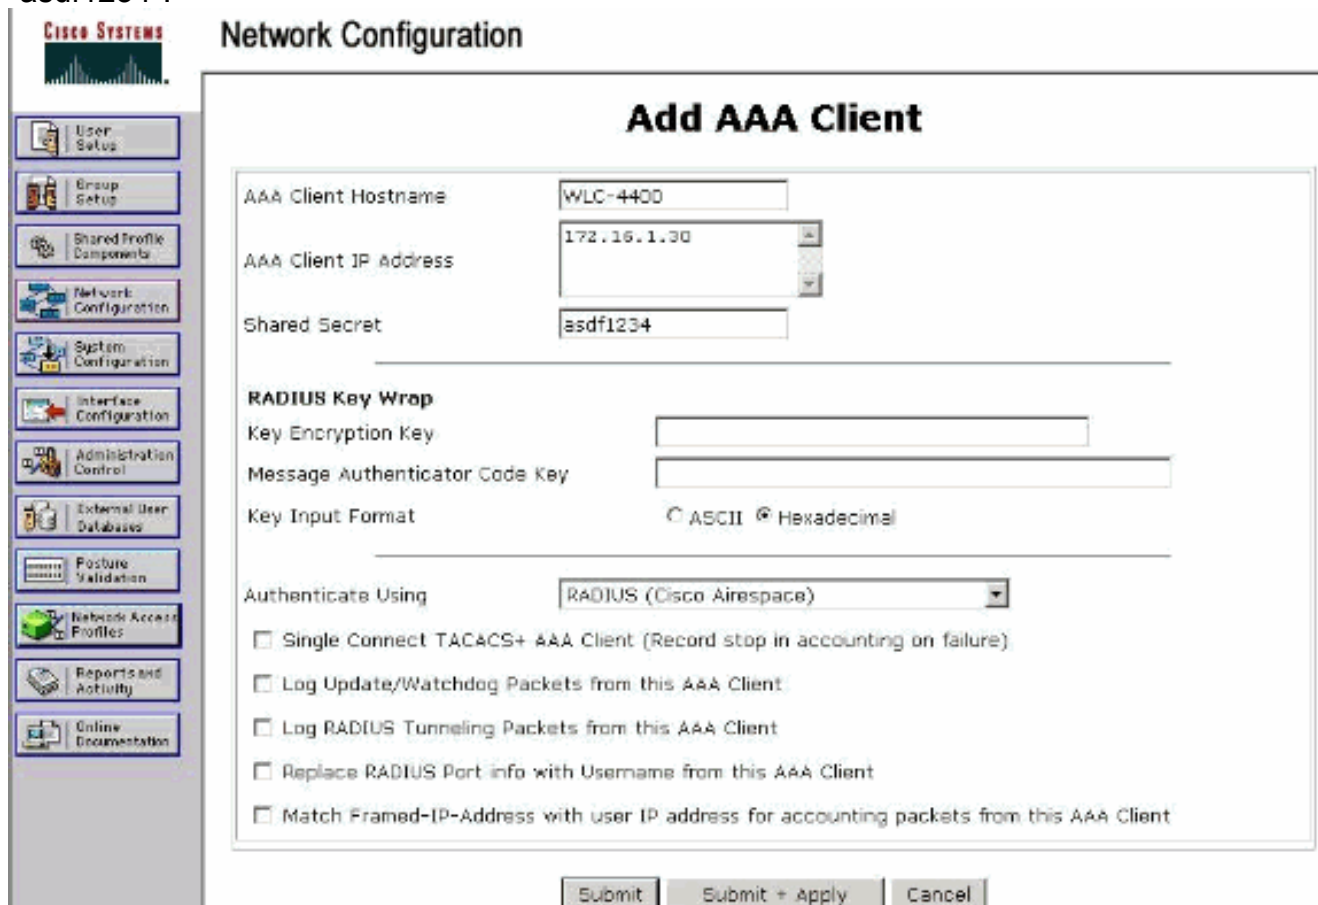 Cisco Systems
Network Configuration
User
Setup
Group
Setup
Shared Profile
Components
Network
Configuration
System
Configuration
Interface
Configuration
Administration
Control
External User
Databases
Posture
Validation
Network Access
Profiles
Reports and
Activity
Online
Documentation
Add AAA Client
AAA Client Hostname WLC-4400
AAA Client IP Address 172.16.1.30
Shared Secret asdf1234
RADIUS Key Wrap
Key Encryption Key
Message Authenticator Code Key
Key Input Format ASCII Hexadecimal
Authenticate Using RADIUS (Cisco Airespace)
Single Connect TACACS+ AAA Client (Record stop in accounting on failure)
Log Update/Watchdog Packets from this AAA Client
Log RADIUS Tunneling Packets from this AAA Client
Replace RADIUS Port info with Username from this AAA Client
Match Framed-IP-Address with user IP address for accounting packets from this AAA Client
Submit Submit + Apply Cancel